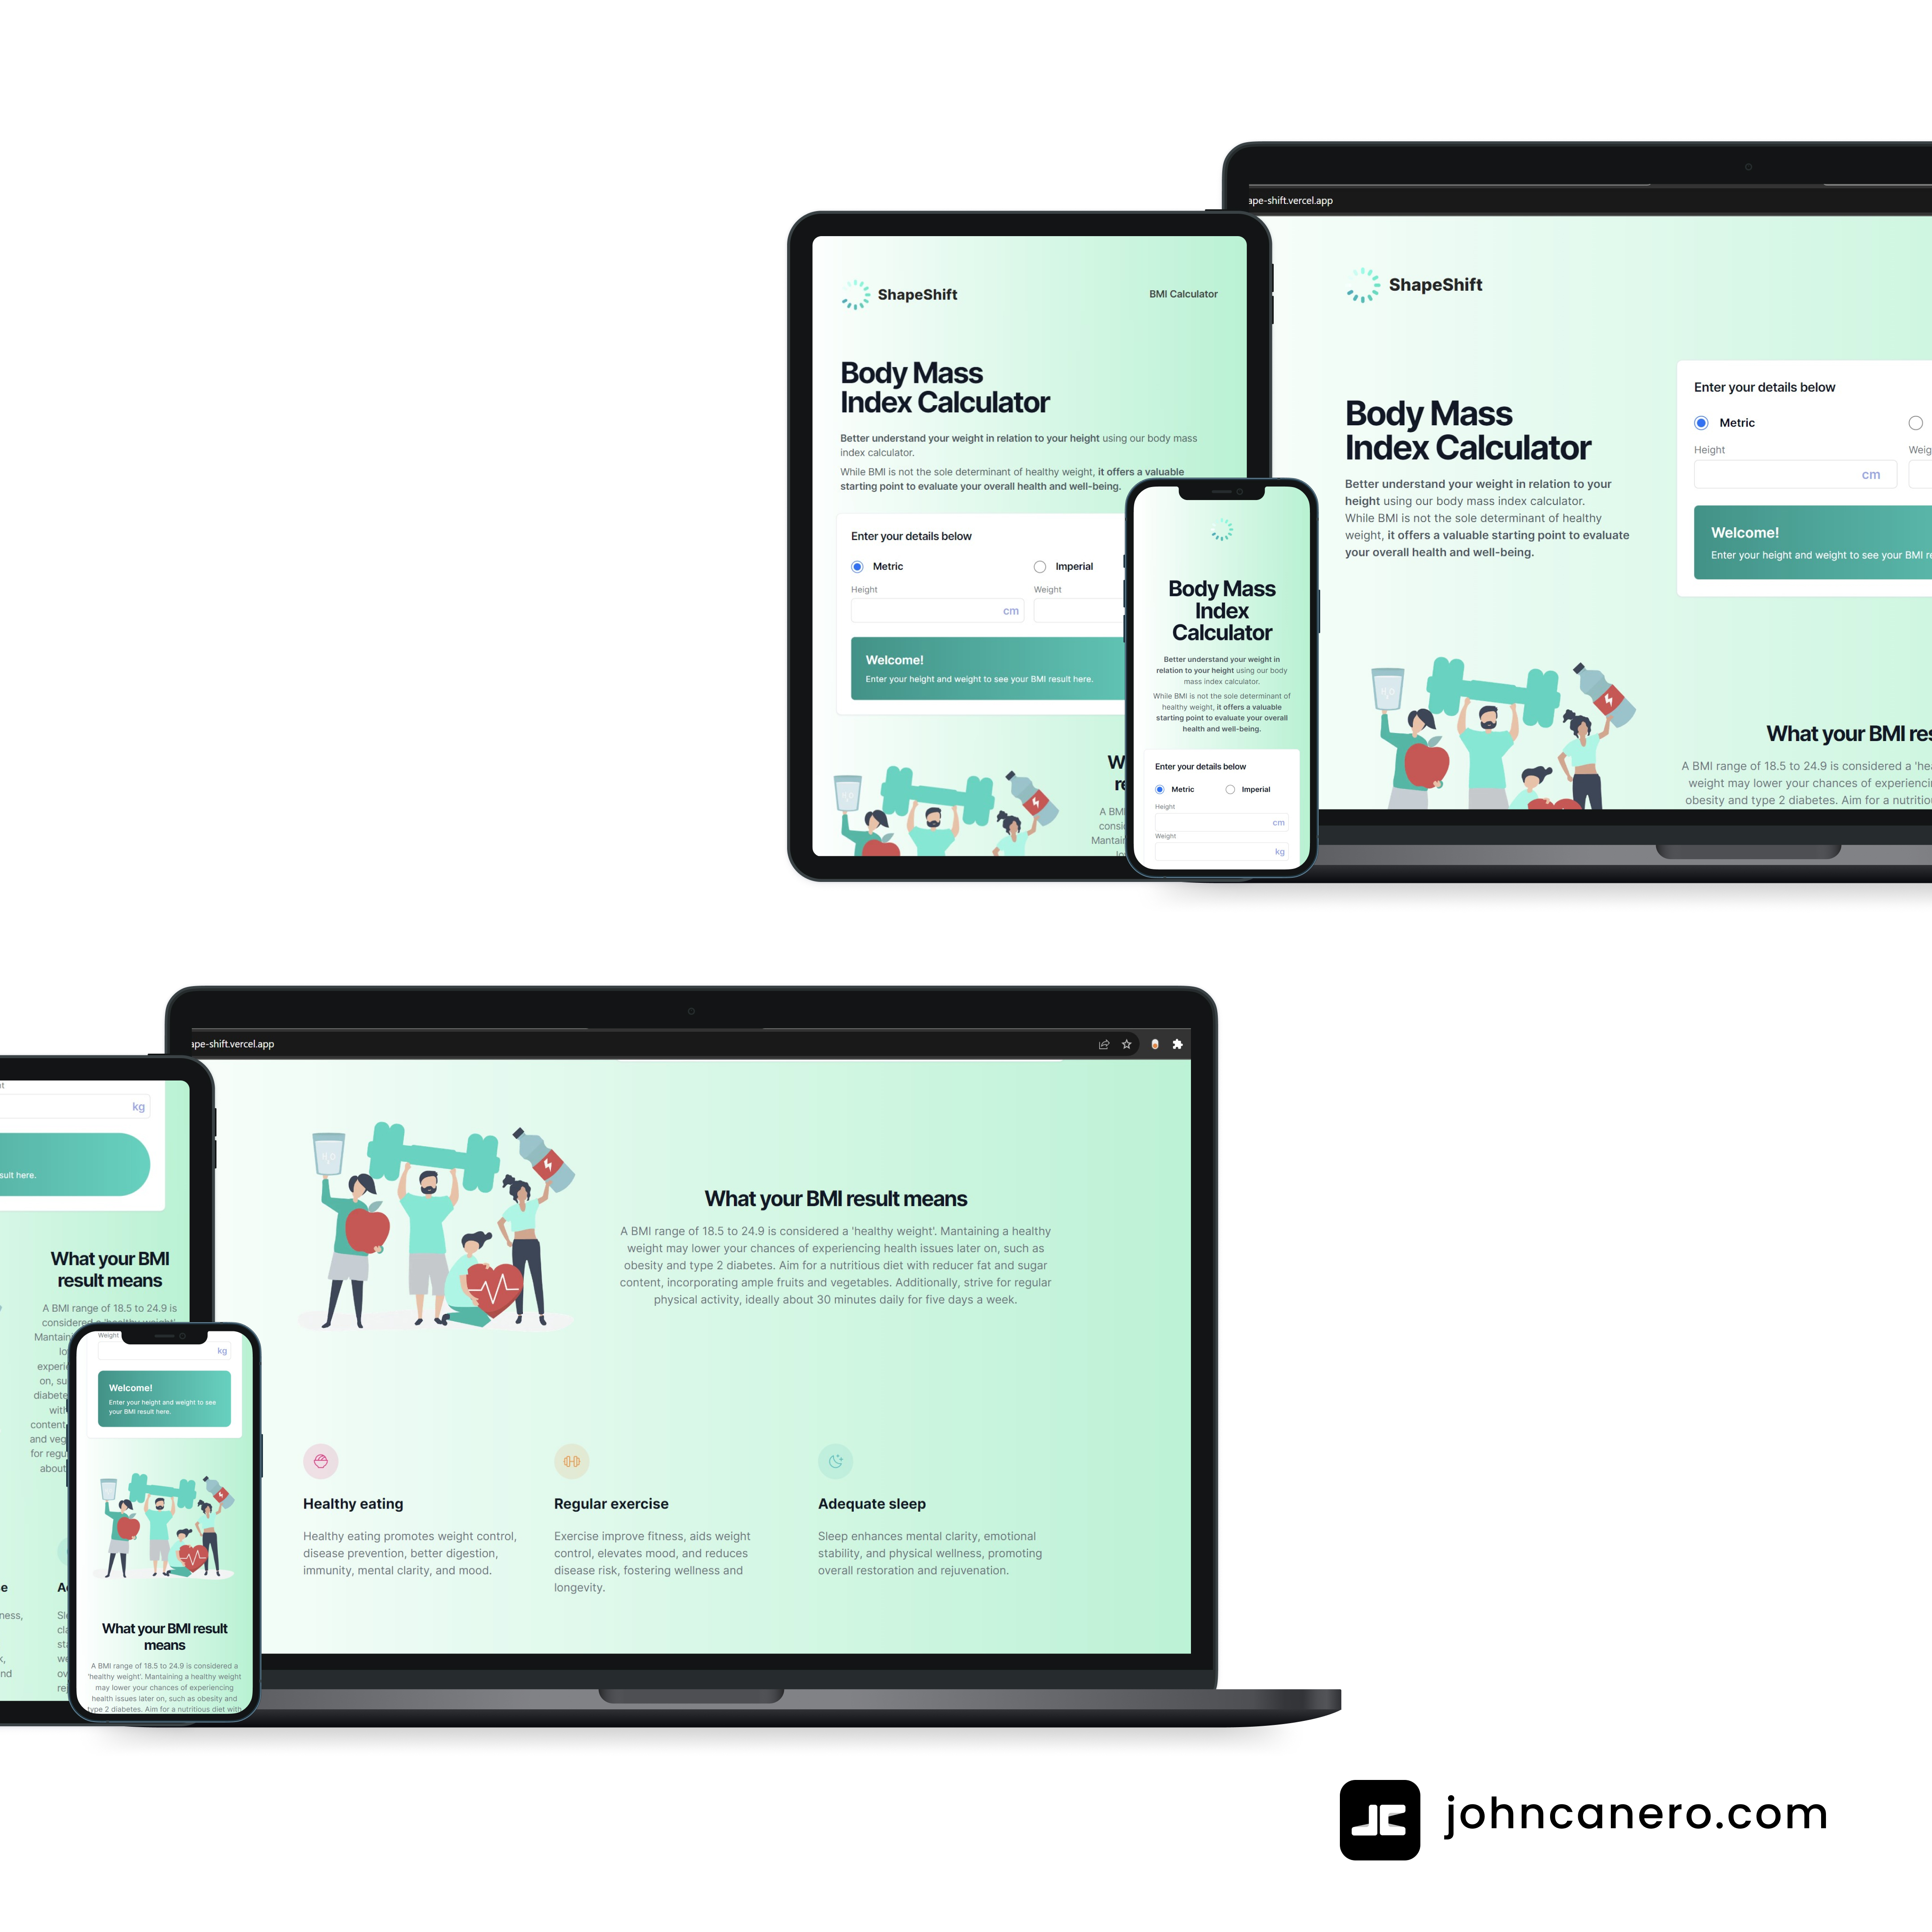 ape-shift.vercel.app
ShapeShift
BMI Calculator
Body Mass
Index Calculator
Better understand your weight in relation to your height using our body mass
index calculator.
While BMI is not the sole determinant of healthy weight, it offers a valuable
starting point to evaluate your overall health and well-being.
Enter your details below
Metric
Imperial
Height
Weight
cm
Welcome!
Enter your height and weight to see your BMI result here.
A BMI
Body Mass
Index
Calculator
Better understand your weight in
relation to your height using our body
mass index calculator.
While BMI is not the sole determinant of
healthy weight, it offers a valuable
starting point to evaluate your overall
health and well-being.
Enter your details below
Metric
Imperial
Height
cm
Weight
kg
ShapeShift
Body Mass
Index Calculator
Better understand your weight in relation to your
height using our body mass index calculator.
While BMI is not the sole determinant of healthy
weight, it offers a valuable starting point to evaluate
your overall health and well-being.
Enter your details below
Metric
Height
cm
Welcome!
Enter your height and weight to see your BMI
H2O
What your BMI
A BMI range of 18.5 to 24.9 is considered a
weight may lower your chances of
obesity and type 2 diabetes. Aim for a
ape-shift.vercel.app
H2O
What your BMI result means
A BMI range of 18.5 to 24.9 is considered a 'healthy weight'. Mantaining a healthy
weight may lower your chances of experiencing health issues later on, such as
obesity and type 2 diabetes. Aim for a nutritious diet with reducer fat and sugar
content, incorporating ample fruits and vegetables. Additionally, strive for regular
physical activity, ideally about 30 minutes daily for five days a week.
Healthy eating
Healthy eating promotes weight control,
disease prevention, better digestion,
immunity, mental clarity, and mood.
Regular exercise
Exercise improve fitness, aids weight
control, elevates mood, and reduces
disease risk, fostering wellness and
longevity.
Adequate sleep
Sleep enhances mental clarity, emotional
stability, and physical wellness, promoting
overall restoration and rejuvenation.
kg
here.
What your BMI
result means
A BMI range of 18.5 to 24.9 is
considered a 'healthy weight'.
on,
with
content
and
for
about
Weight
kg
Welcome!
Enter your height and weight to see
your BMI result here.
What your BMI result
means
A BMI range of 18.5 to 24.9 is considered a
'healthy weight'. Mantaining a healthy weight
may lower your chances of experiencing
health issues later on, such as obesity and
type 2 diabetes. Aim for a nutritious diet with
JC
johncanero.com